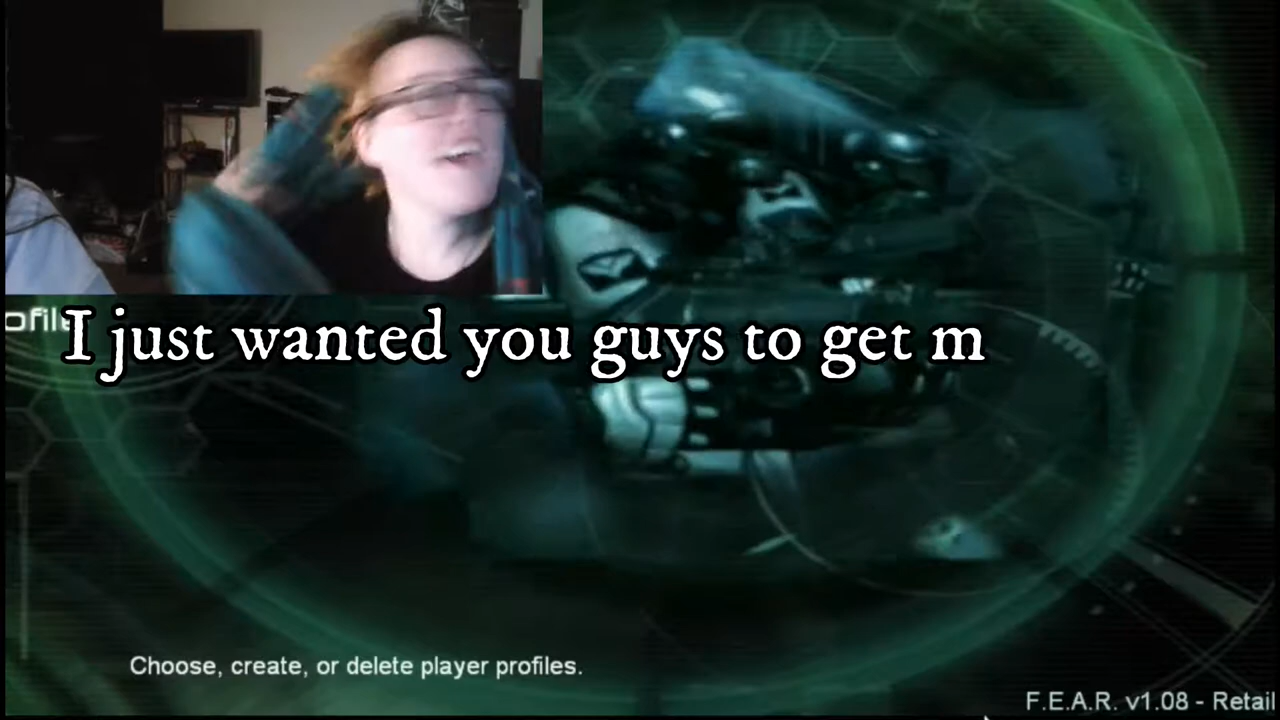 ofile
I just wanted you guys to get m
Choose, create, or delete player profiles.
F.E.A.R. v1.08 - Retail